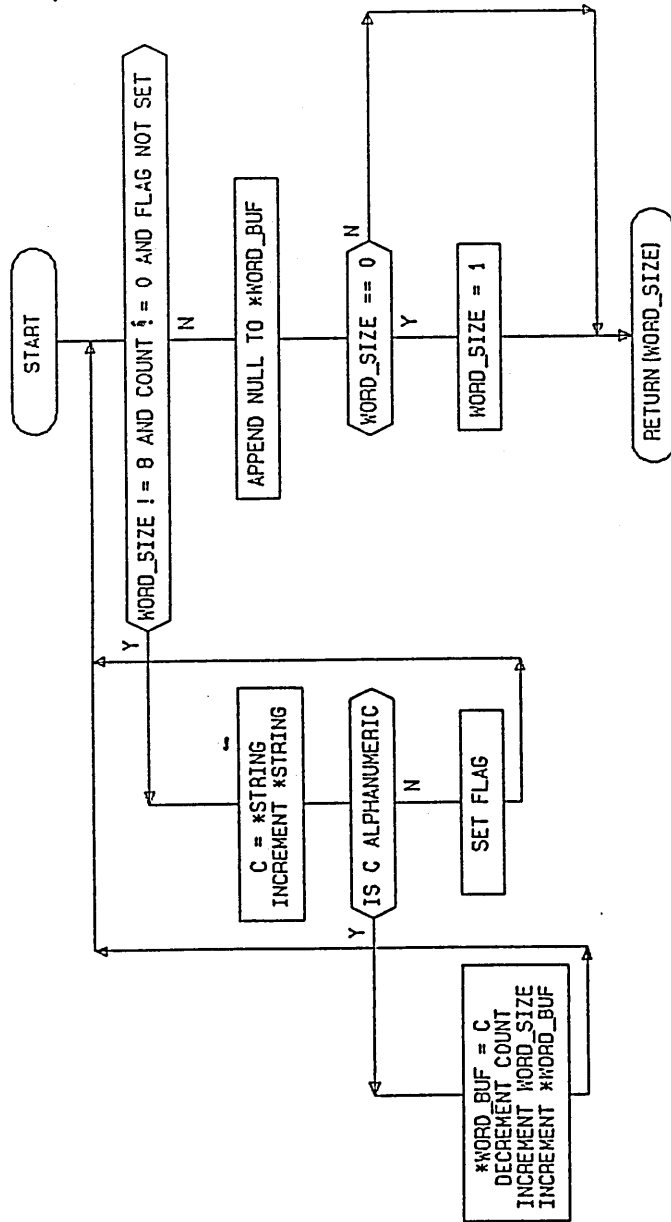 START
WORD_SIZE != 8 AND COUNT != 0 AND FLAG NOT SET
Y
N
C = *STRING
INCREMENT *STRING
IS C ALPHANUMERIC
Y
N
*WORD_BUF = C
DECREMENT COUNT
INCREMENT WORD_SIZE
INCREMENT *WORD_BUF
SET FLAG
APPEND NULL TO *WORD_BUF
WORD_SIZE == 0
N
Y
WORD_SIZE = 1
RETURN(WORD_SIZE)